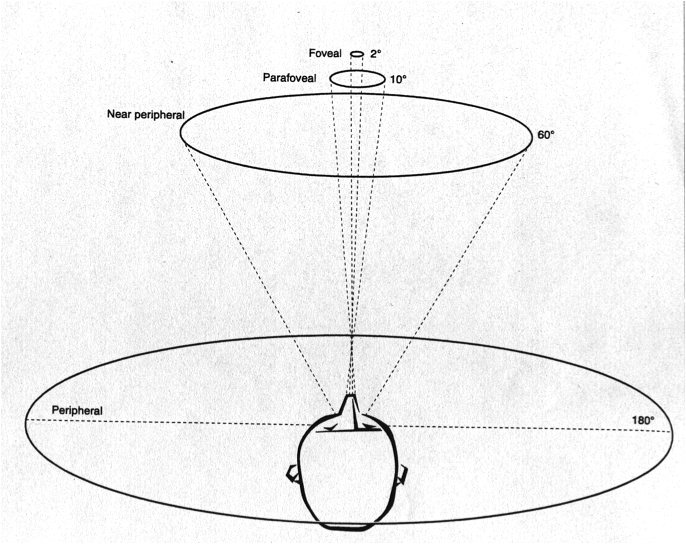 Foveal 2°
Parafoveal 10°
Near peripheral
60°
Peripheral 180°